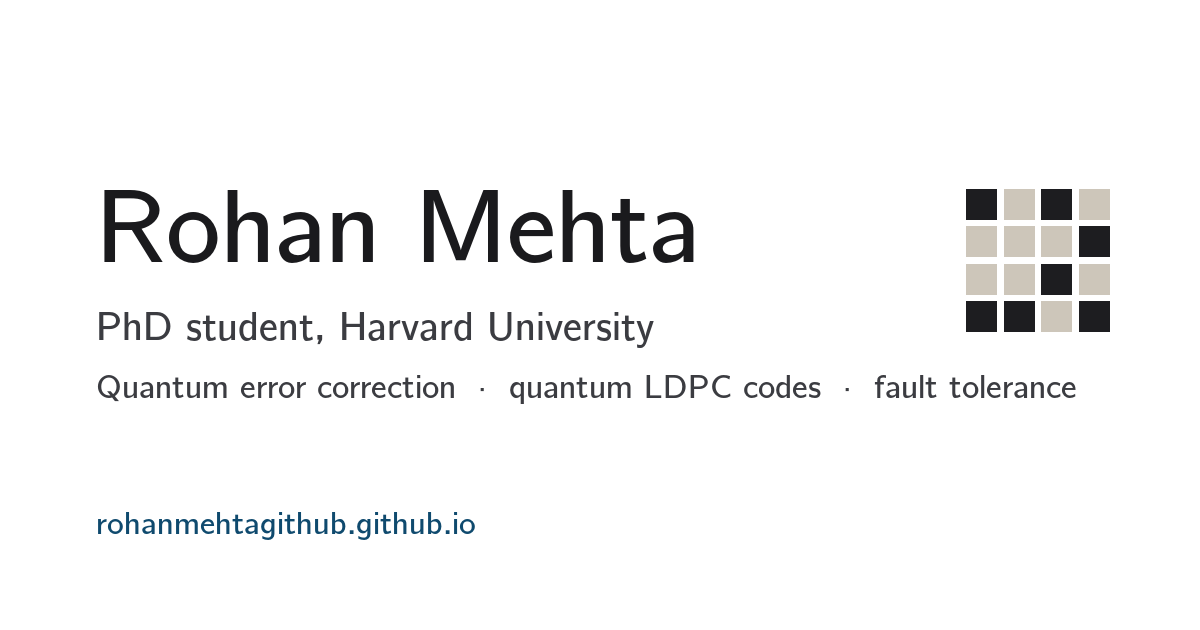 Rohan Mehta
PhD student, Harvard University
Quantum error correction · quantum LDPC codes · fault tolerance
rohanmehtagithub.github.io